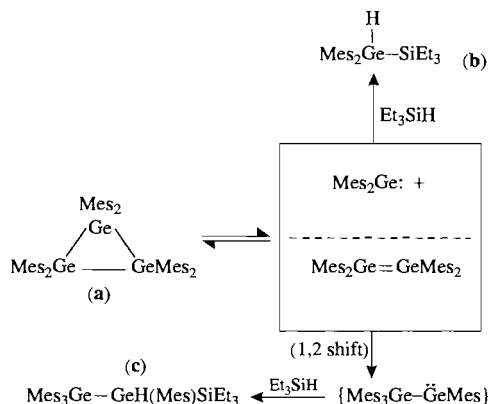 H
Mes₂Ge—SiEt₃ (b)
Et₃SiH
Mes₂Ge: +
Mes₂
Ge
Mes₂Ge — GeMes₂
(a)
Mes₂Ge=GeMes₂
(1,2 shift)
(c)
Mes₃Ge—GeH(Mes)SiEt₃
Et₃SiH
{Mes₃Ge—G̈eMes}